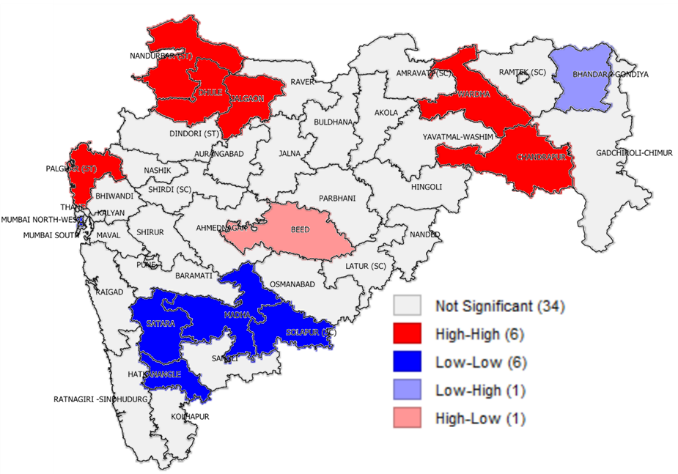 NANDURBAR (ST)
DHULE
JALGAON
RAVER
AMRAVATI (SC)
RAMTEK (SC)
BHANDARA-GONDIYA
WARDHA
BULDHANA
AKOLA
DINDORI (ST)
YAVATMAL-WASHIM
AURANGABAD
JALNA
CHANDRAPUR
GADCHIROLI-CHIMUR
PALGHAR (ST)
NASHIK
SHIRDI (SC)
HINGOLI
BHIWANDI
PARBHANI
THANE
KALYAN
MUMBAI NORTH-WEST
MUMBAI SOUTH
MAVAL
SHIRUR
AHMEDNAGAR
BEED
NANDED
PUNE
LATUR (SC)
BARAMATI
OSMANABAD
RAIGAD
SATARA
MADHA
SOLAPUR (SC)
SANGLI
HATKANANGLE
RATNAGIRI -SINDHUDURG
KOLHAPUR
Not Significant (34)
High-High (6)
Low-Low (6)
Low-High (1)
High-Low (1)